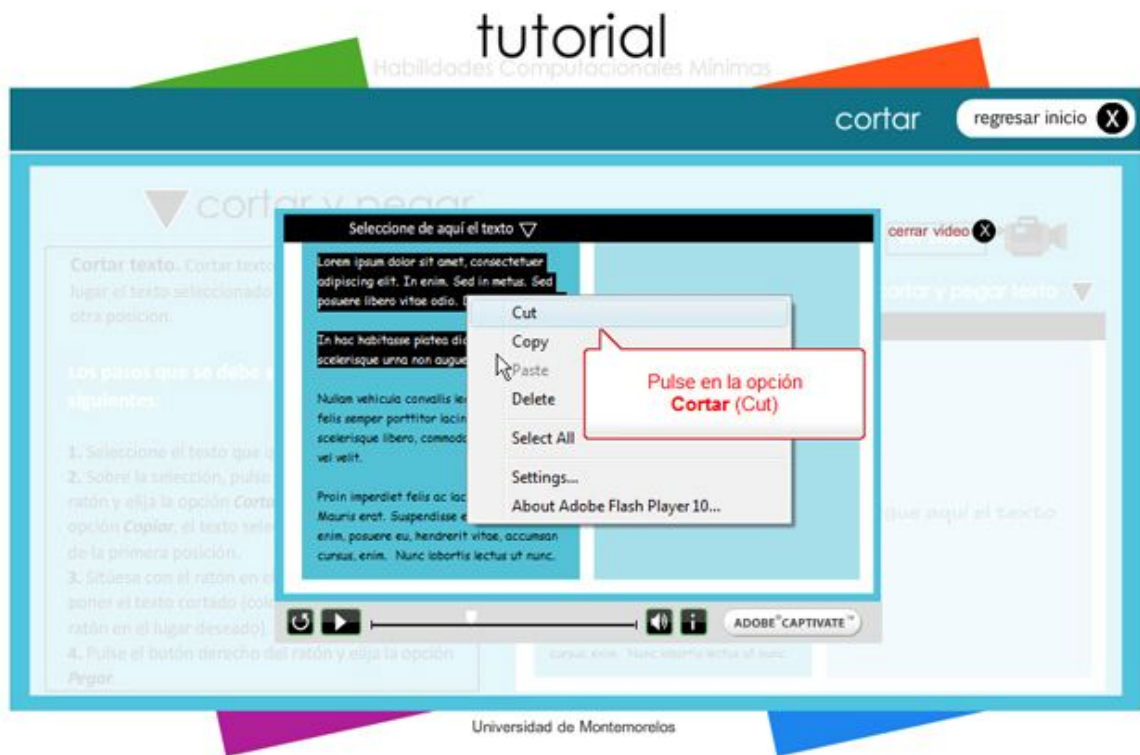 tutorial
Habilidades Computacionales Mínimas
cortar
regresar inicio X
cortar y pegar
cerrar video X
Cortar texto. Cortar texto
lugar el texto seleccionado
otra posición.
Los pasos que se debe
siguientes:
1. Seleccione el texto que
2. Sobre la selección, pulse
ratón y elija la opción Corta
opción Copiar, el texto sele
de la primera posición.
3. Sitúese con el ratón en
poner el texto cortado
ratón en el lugar deseado).
4. Pulse el botón derecho del ratón y elija la opción
Pegar.
Seleccione de aquí el texto
Lorem ipsum dolor sit amet, consectetuer
adipiscing elit. In enim. Sed in metus. Sed
posuere libero vitae odio.
In hac habitasse platea dic
scelerisque urna non augue
Nullam vehicula convallis
felis semper porttitor lacin
scelerisque libero, commodo
vel velit.
Proin imperdiet felis ac lac
Mauris erat. Suspendisse e
enim, posuere eu, hendrerit vitae, accumsan
cursus, enim. Nunc lobortis lectus ut nunc.
Cut
Copy
Paste
Delete
Select All
Settings...
About Adobe Flash Player 10...
Pulse en la opción
Cortar (Cut)
cortar y pegar texto
que aquí el texto
i
ADOBE® CAPTIVATE™
cursus, enim. Nunc lobortis lectus ut nunc.
Universidad de Montemorelos